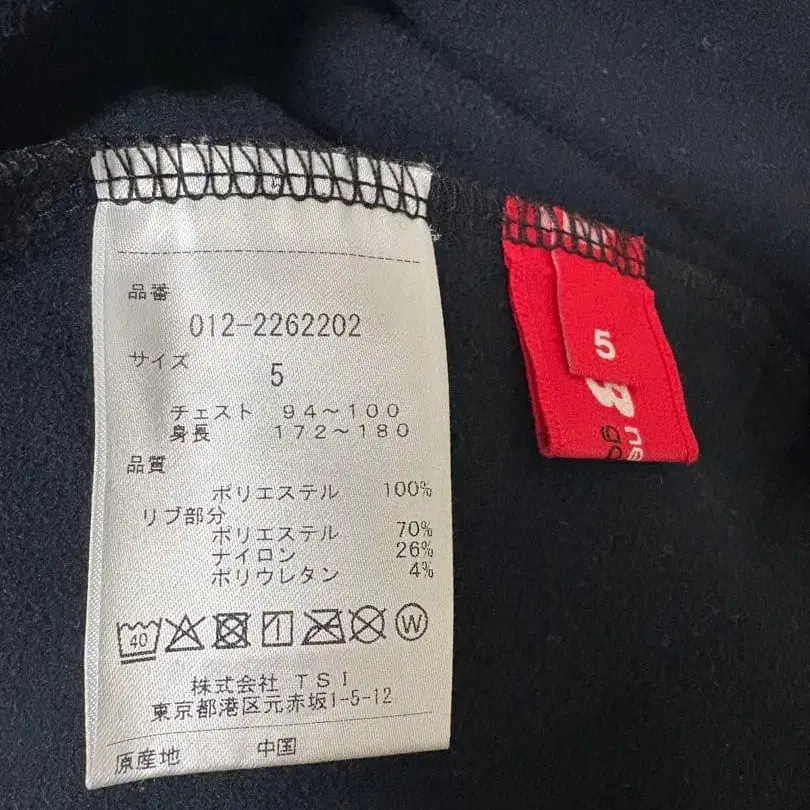 品番
012-2262202
サイズ
5
チェスト 94～100
身長 172～180
品質
ポリエステル 100%
リブ部分
ポリエステル 70%
ナイロン 26%
ポリウレタン 4%
40
W
株式会社 TSI
東京都港区元赤坂1-5-12
原産地 中国
5